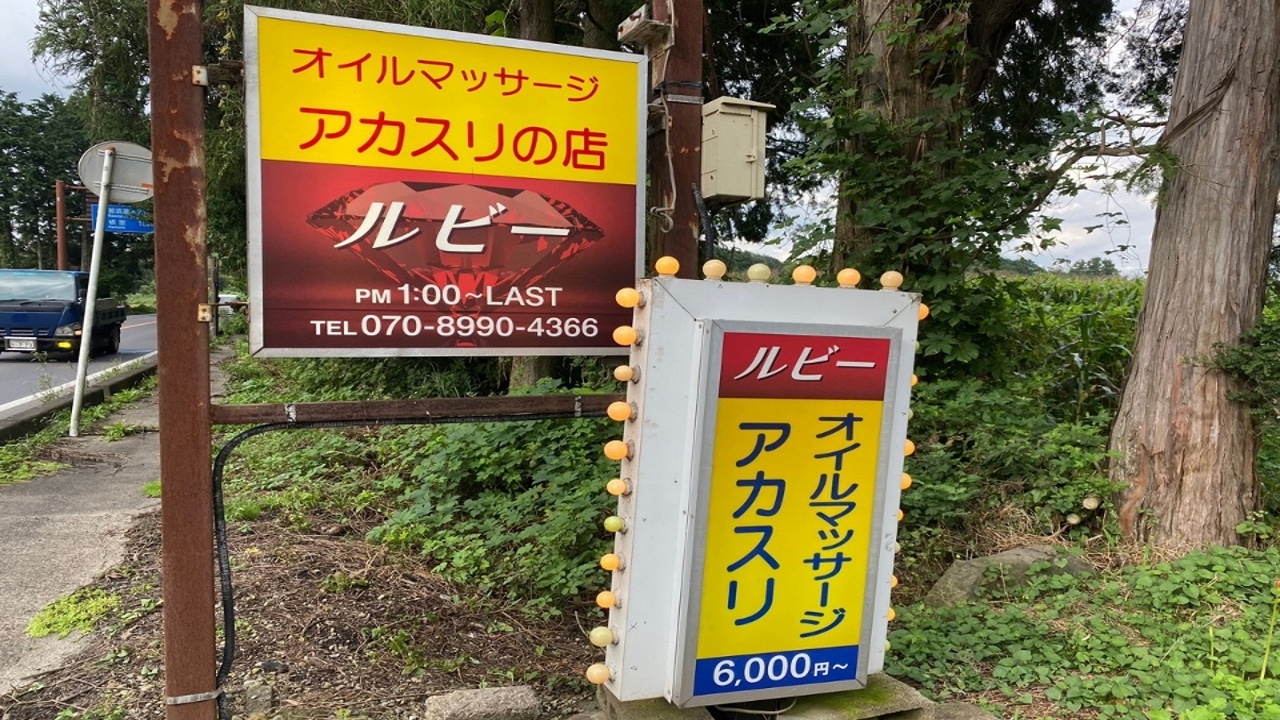 オイルマッサージ
アカスリの店
ルビー
PM 1:00~LAST
TEL 070-8990-4366
ルビー
オイルマッサージ
アカスリ
6,000円~